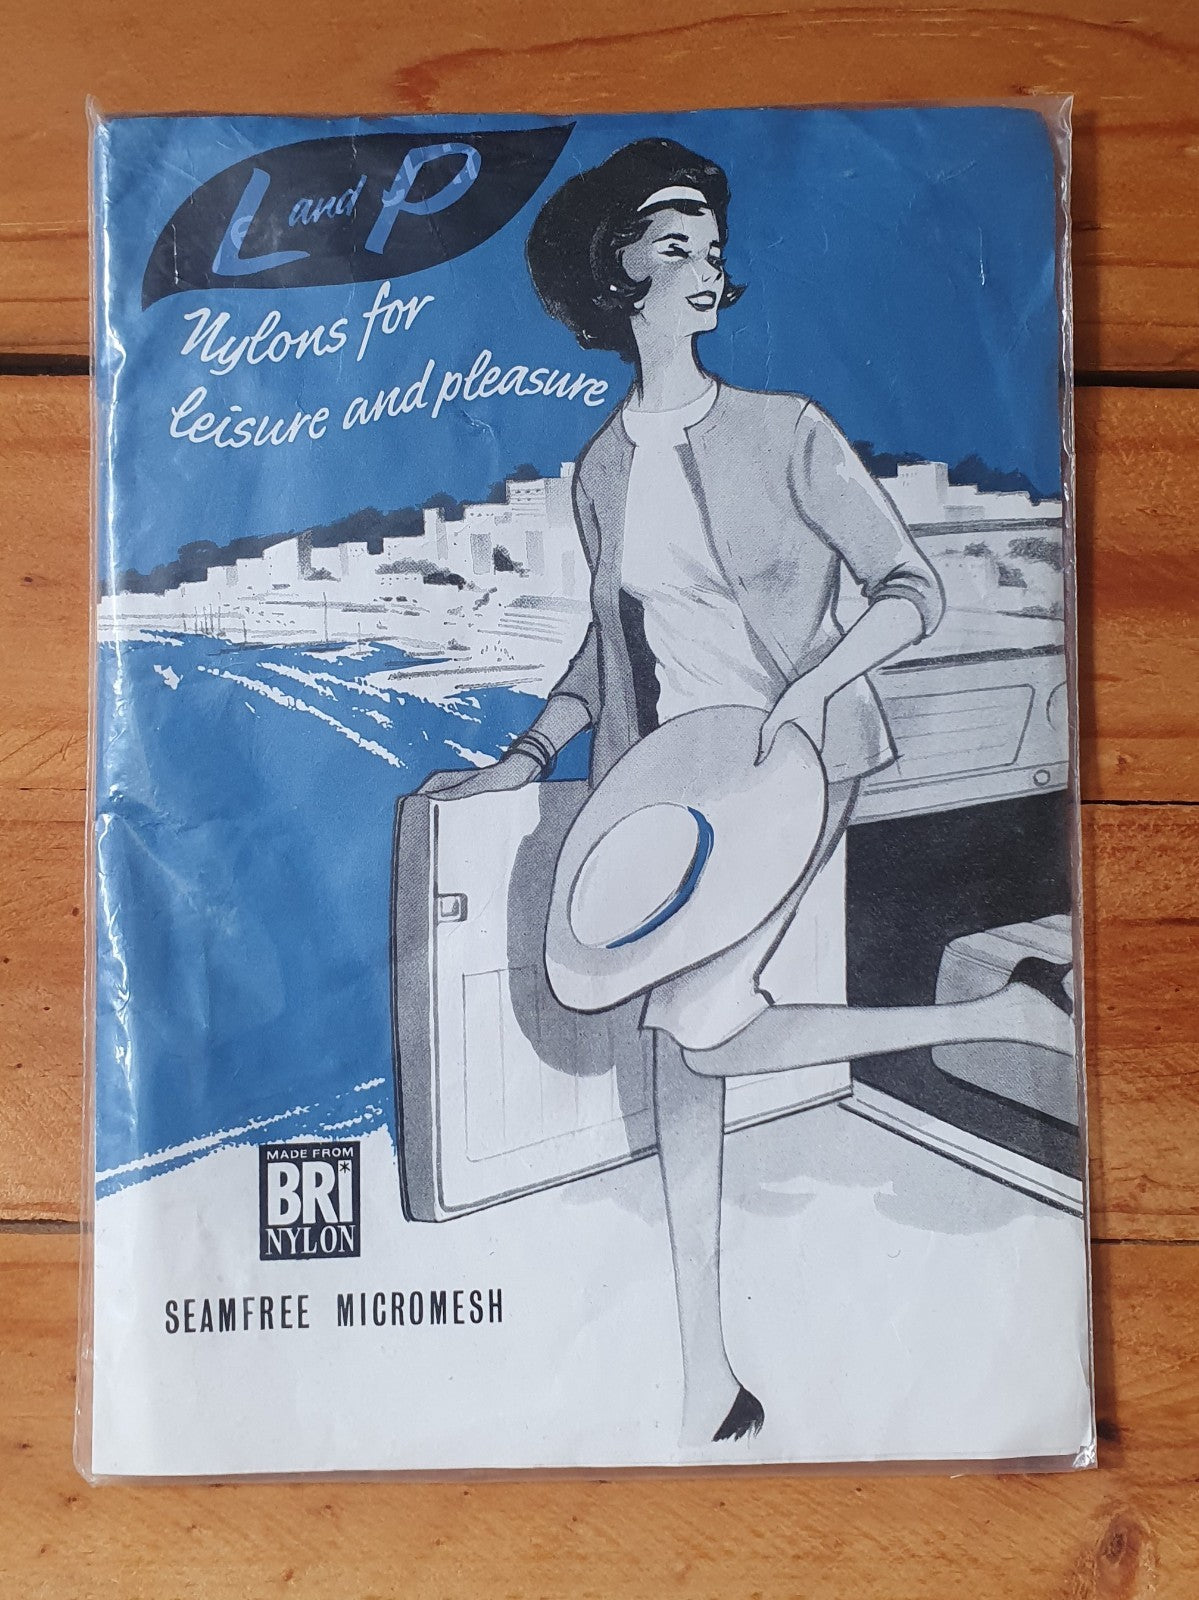 L and P
Nylons for
leisure and pleasure
MADE FROM
BRI*
NYLON
SEAMFREE MICROMESH